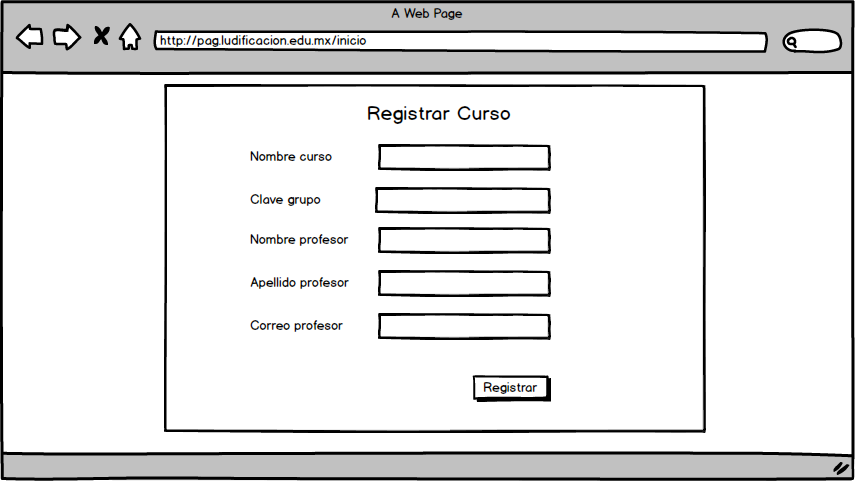 A Web Page
http://pag.ludificacion.edu.mx/inicio
Registrar Curso
Nombre curso
Clave grupo
Nombre profesor
Apellido profesor
Correo profesor
Registrar